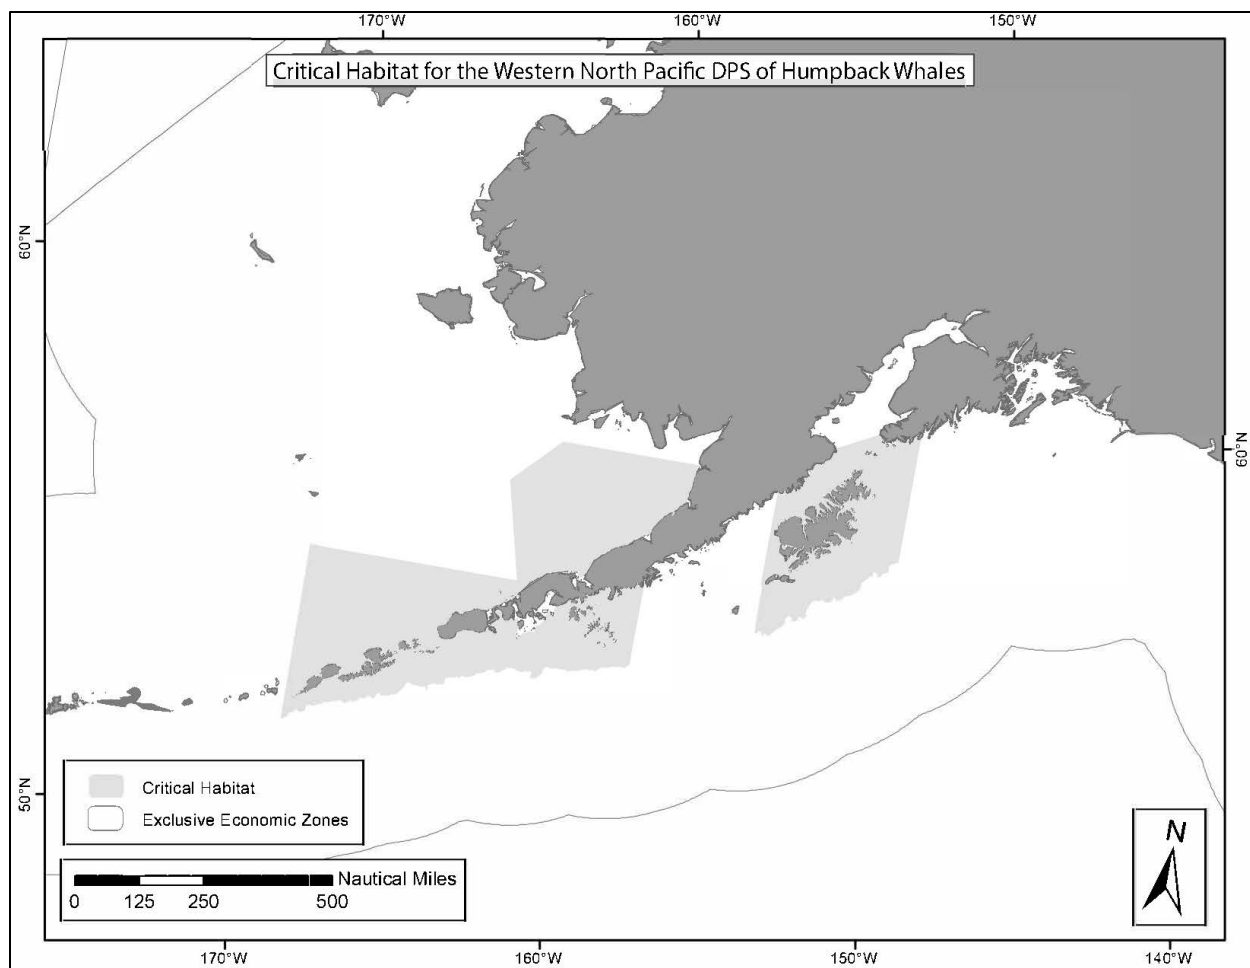 170°W 160°W 150°W
Critical Habitat for the Western North Pacific DPS of Humpback Whales
60°N
60°N
50°N
Critical Habitat
Exclusive Economic Zones
Nautical Miles
0 125 250 500
N
170°W 160°W 150°W 140°W